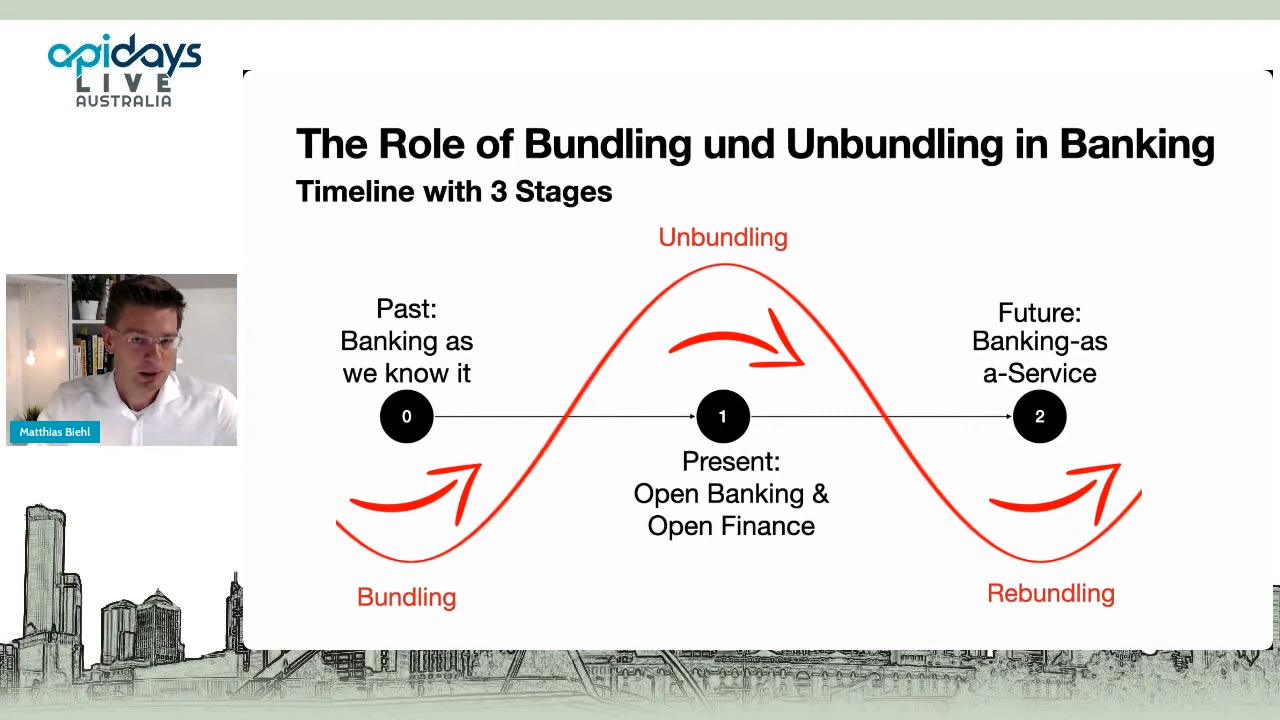 apidays
LIVE
AUSTRALIA
The Role of Bundling und Unbundling in Banking
Timeline with 3 Stages
Unbundling
Past:
Banking as
we know it
Future:
Banking-as
a-Service
0
1
2
Present:
Open Banking &
Open Finance
Bundling
Rebundling
Matthias Biehl